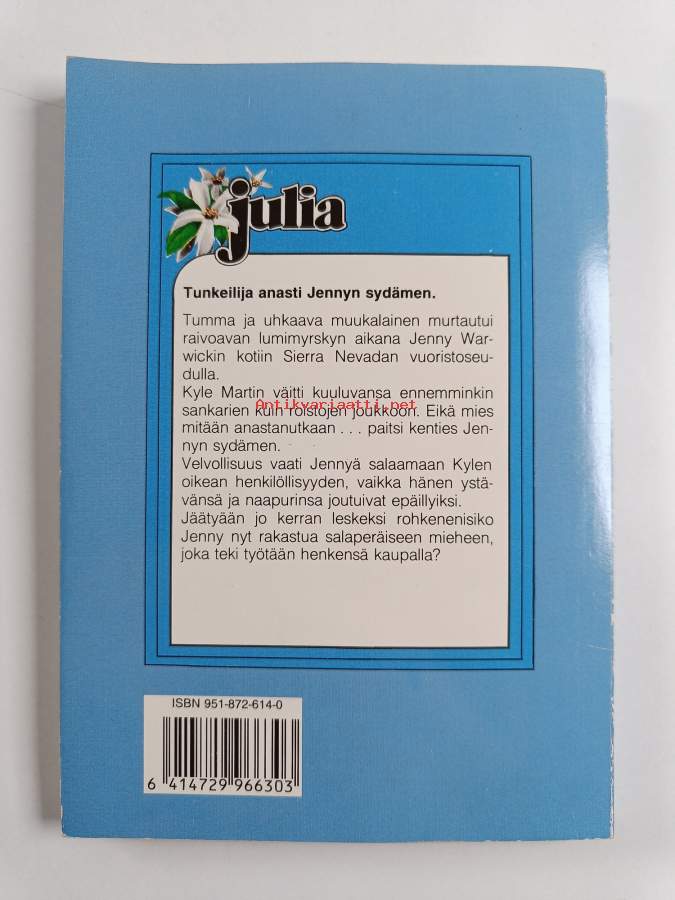 julia
Tunkeilija anasti Jennyn sydämen.
Tumma ja uhkaava muukalainen murtautui
raivoavan lumimyrskyn aikana Jenny War-
wickin kotiin Sierra Nevadan vuoristoseu-
dulla.
Kyle Martin väitti kuuluvansa ennemminkin
sankarien kuin roistojen joukkoon. Eikä mies
Antikvariaatti.net
mitään anastanutkaan . . . paitsi kenties Jen-
nyn sydämen.
Velvollisuus vaati Jennyä salaamaan Kylen
oikean henkilöllisyyden, vaikka hänen ystä-
vänsä ja naapurinsa joutuivat epäillyiksi.
Jäätyään jo kerran leskeksi rohkenenisiko
Jenny nyt rakastua salaperäiseen mieheen,
joka teki työtään henkensä kaupalla?
ISBN 951-872-614-0
6 414729 966303